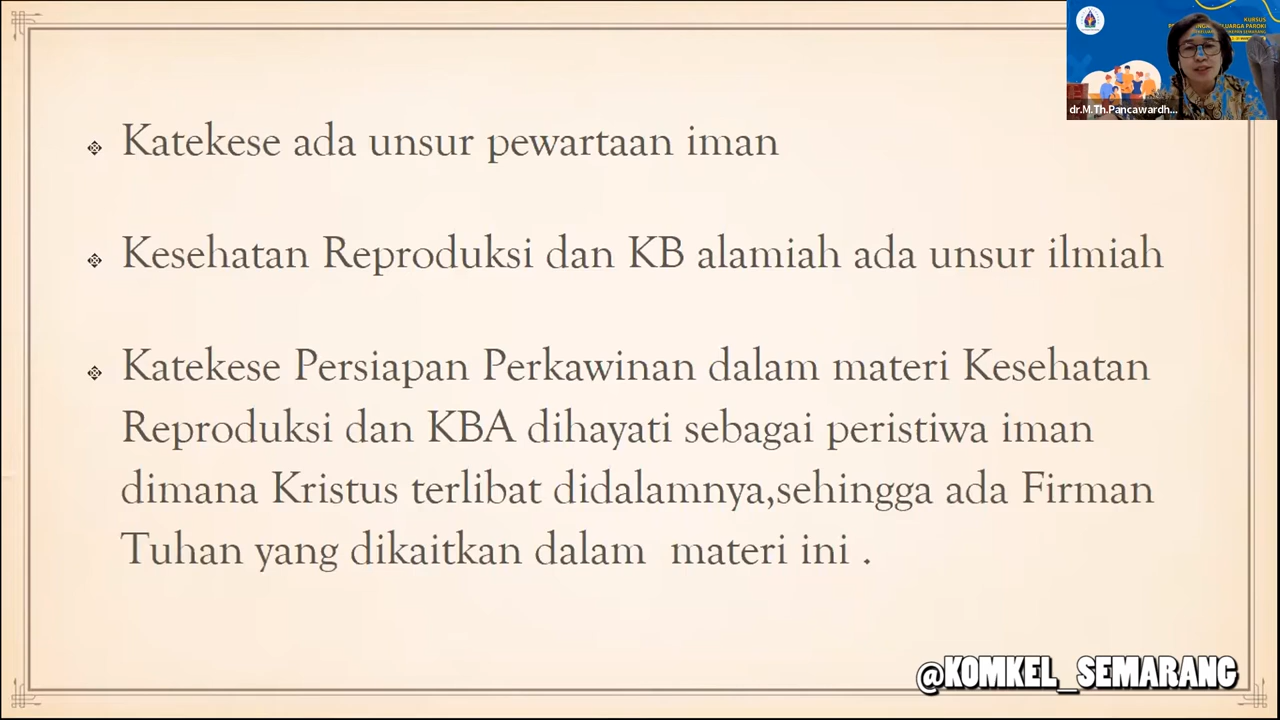 KURSUS
dr.M.Th.Pancawardh...
Katekese ada unsur pewartaan iman
Kesehatan Reproduksi dan KB alamiah ada unsur ilmiah
Katekese Persiapan Perkawinan dalam materi Kesehatan
Reproduksi dan KBA dihayati sebagai peristiwa iman
dimana Kristus terlibat didalamnya,sehingga ada Firman
Tuhan yang dikaitkan dalam materi ini .
@KOMKEL_SEMARANG